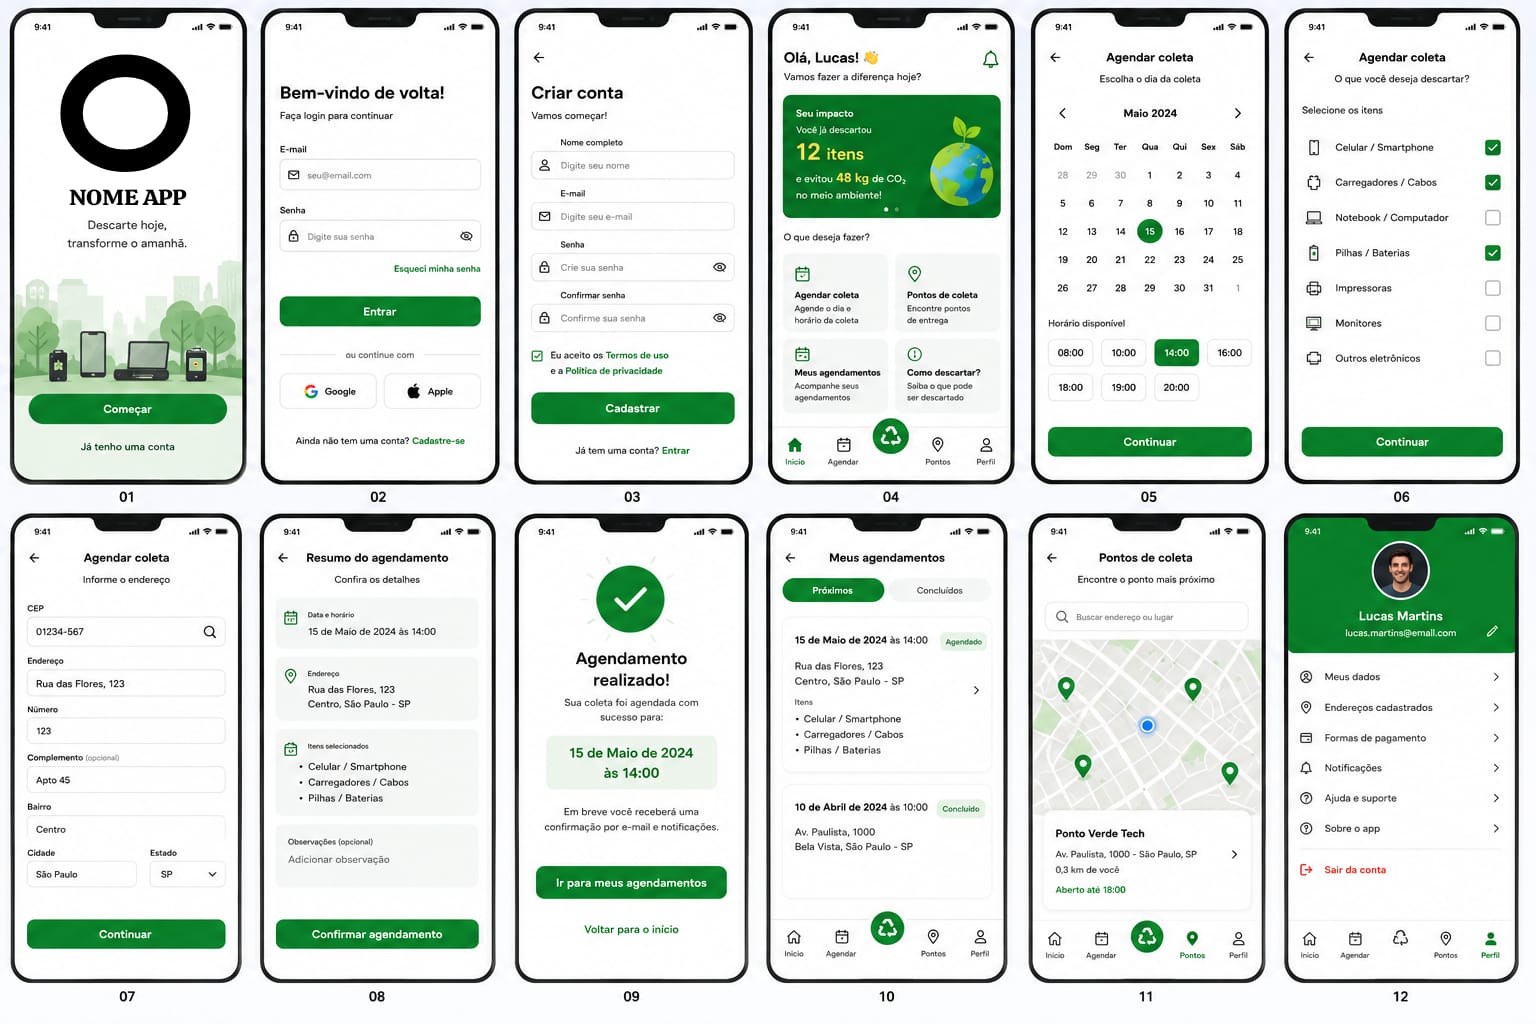 9:41
NOME APP
Descarte hoje,
transforme o amanhã.
Começar
Já tenho uma conta
01
9:41
Bem-vindo de volta!
Faça login para continuar
E-mail
seu@email.com
Senha
Digite sua senha
Esqueci minha senha
Entrar
ou continue com
Google
Apple
Ainda não tem uma conta? Cadastre-se
02
9:41
Criar conta
Vamos começar!
Nome completo
Digite seu nome
E-mail
Digite seu e-mail
Senha
Crie sua senha
Confirmar senha
Confirme sua senha
Eu aceito os Termos de uso
e a Política de privacidade
Cadastrar
Já tem uma conta? Entrar
03
9:41
Olá, Lucas! 👋
Vamos fazer a diferença hoje?
Seu impacto
Você já descartou
12 itens
e evitou 48 kg de CO₂
no meio ambiente!
O que deseja fazer?
Agendar coleta
Agende o dia e
horário da coleta
Pontos de coleta
Encontre pontos
de entrega
Meus agendamentos
Acompanhe seus
agendamentos
Como descartar?
Saiba o que pode
ser descartado
Início
Agendar
Pontos
Perfil
04
9:41
Agendar coleta
Escolha o dia da coleta
Maio 2024
Dom Seg Ter Qua Qui Sex Sáb
28 29 30 1 2 3 4
5 6 7 8 9 10 11
12 13 14 15 16 17 18
19 20 21 22 23 24 25
26 27 28 29 30 31 1
Horário disponível
08:00 10:00 14:00 16:00
18:00 19:00 20:00
Continuar
05
9:41
Agendar coleta
O que você deseja descartar?
Selecione os itens
Celular / Smartphone
Carregadores / Cabos
Notebook / Computador
Pilhas / Baterias
Impressoras
Monitores
Outros eletrônicos
Continuar
06
9:41
Agendar coleta
Informe o endereço
CEP
01234-567
Endereço
Rua das Flores, 123
Número
123
Complemento (opcional)
Apto 45
Bairro
Centro
Cidade
São Paulo
Estado
SP
Continuar
07
9:41
Resumo do agendamento
Confira os detalhes
Data e horário
15 de Maio de 2024 às 14:00
Endereço
Rua das Flores, 123
Centro, São Paulo - SP
Itens selecionados
• Celular / Smartphone
• Carregadores / Cabos
• Pilhas / Baterias
Observações (opcional)
Adicionar observação
Confirmar agendamento
08
9:41
Agendamento
realizado!
Sua coleta foi agendada com
sucesso para:
15 de Maio de 2024
às 14:00
Em breve você receberá uma
confirmação por e-mail e notificações.
Ir para meus agendamentos
Voltar para o início
09
9:41
Meus agendamentos
Próximos
Concluídos
15 de Maio de 2024 às 14:00
Agendado
Rua das Flores, 123
Centro, São Paulo - SP
Itens
• Celular / Smartphone
• Carregadores / Cabos
• Pilhas / Baterias
10 de Abril de 2024 às 10:00
Concluído
Av. Paulista, 1000
Bela Vista, São Paulo - SP
Início
Agendar
Pontos
Perfil
10
9:41
Pontos de coleta
Encontre o ponto mais próximo
Buscar endereço ou lugar
Ponto Verde Tech
Av. Paulista, 1000 - São Paulo, SP
0,3 km de você
Aberto até 18:00
Início
Agendar
Pontos
Perfil
11
9:41
Lucas Martins
lucas.martins@email.com
Meus dados
Endereços cadastrados
Formas de pagamento
Notificações
Ajuda e suporte
Sobre o app
Sair da conta
Início
Agendar
Pontos
Perfil
12